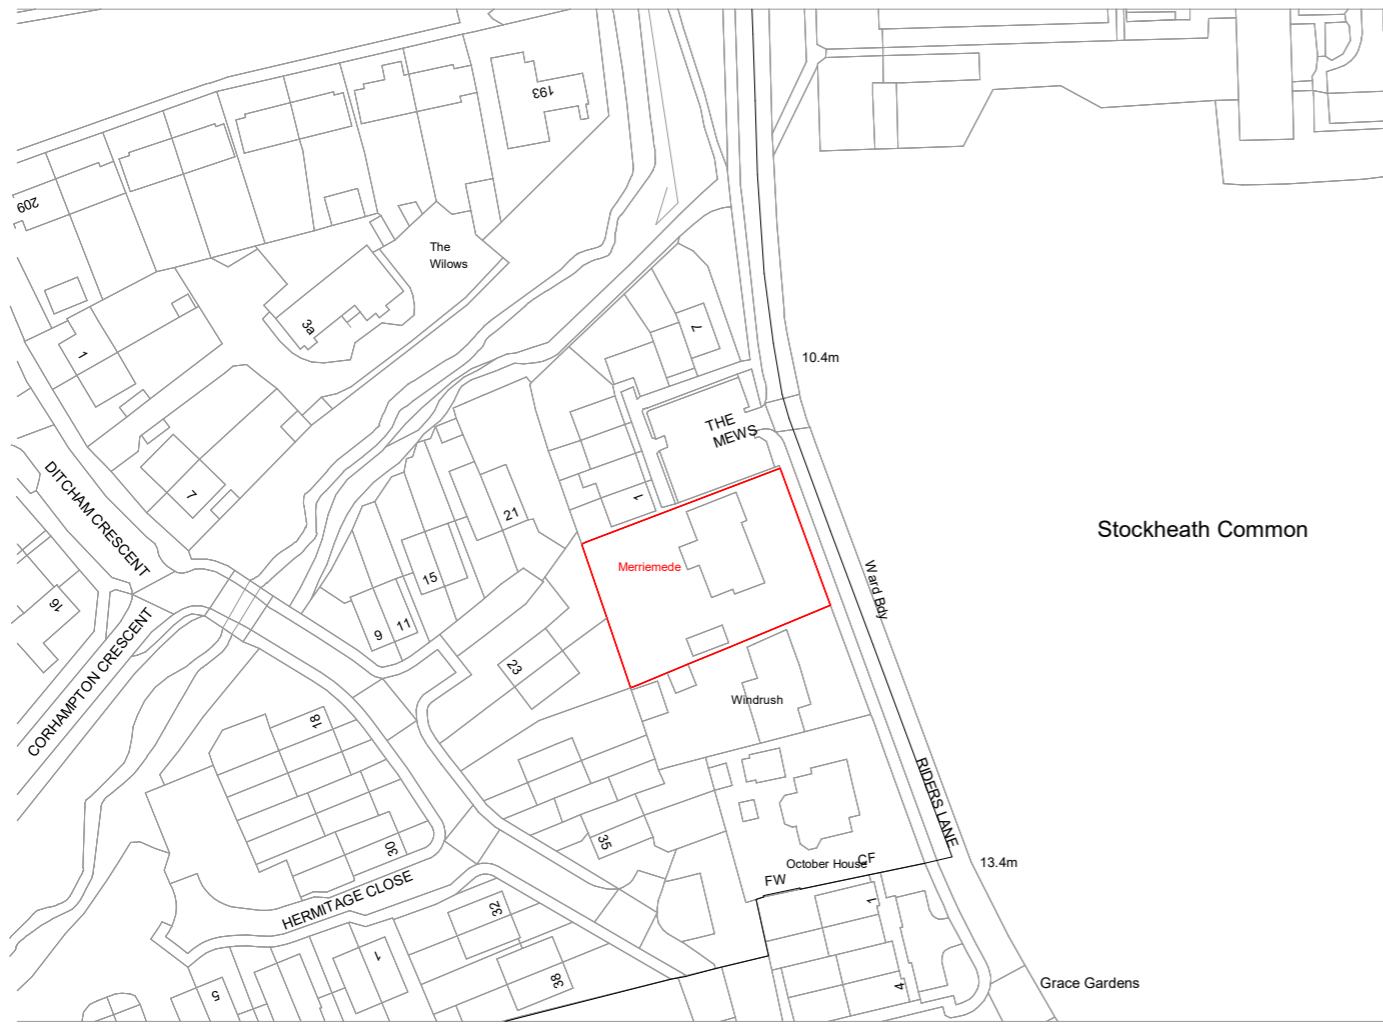 193
209
The
Wilows
3a
1
7
10.4m
THE
MEWS
7
DITCHAM CRESCENT
21
1
Stockheath Common
Merriemede
15
Ward Bdy
16
9
11
CORHAMPTON CRESCENT
23
Windrush
18
RIDERS LANE
35
30
October House
CF
13.4m
FW
HERMITAGE CLOSE
32
1
1
38
5
4
Grace Gardens